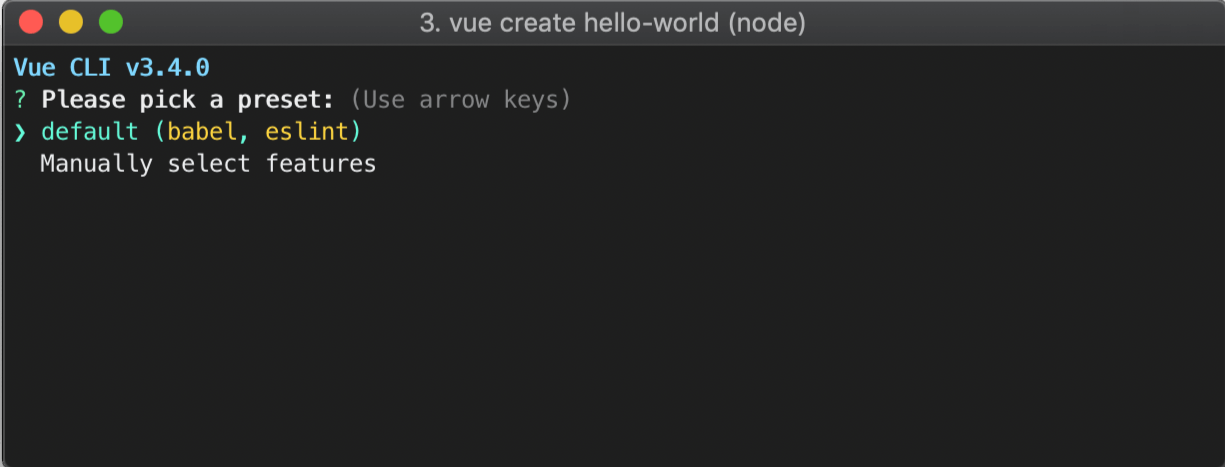 3. vue create hello-world (node)
Vue CLI v3.4.0
? Please pick a preset: (Use arrow keys)
❯ default (babel, eslint)
Manually select features